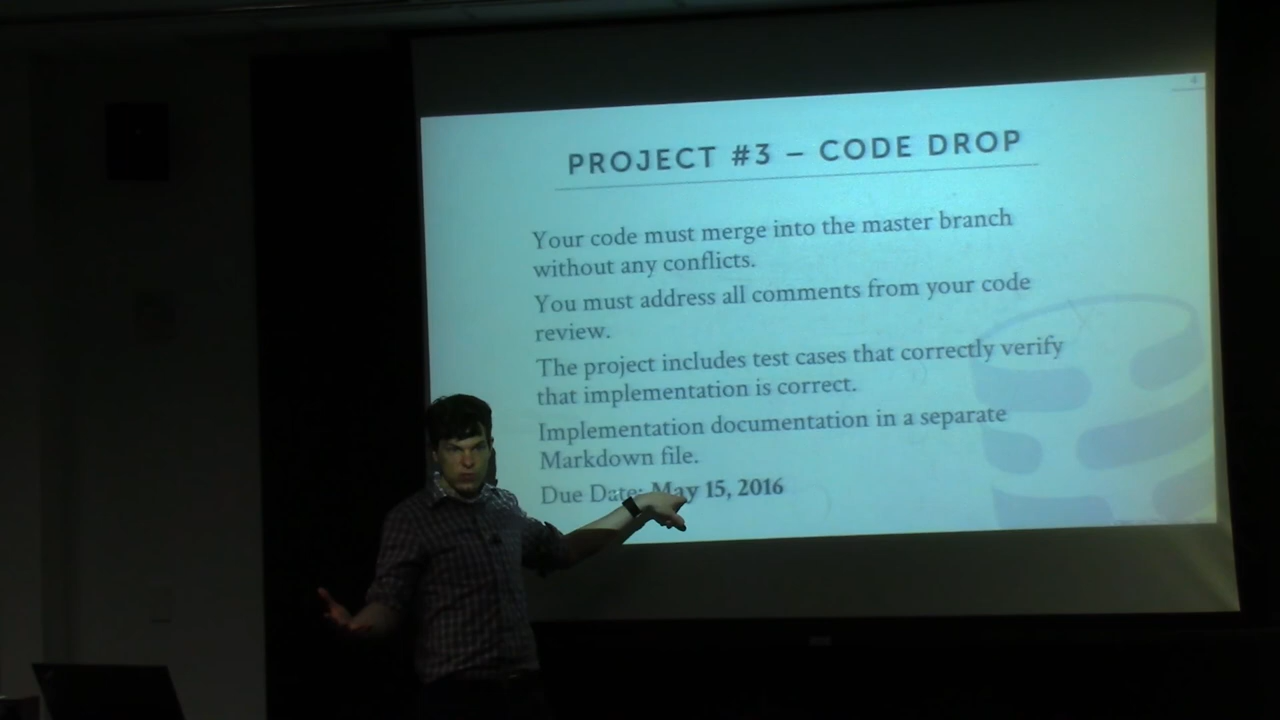 4
PROJECT #3 – CODE DROP
Your code must merge into the master branch
without any conflicts.
You must address all comments from your code
review.
The project includes test cases that correctly verify
that implementation is correct.
Implementation documentation in a separate
Markdown file.
Due Date: May 15, 2016